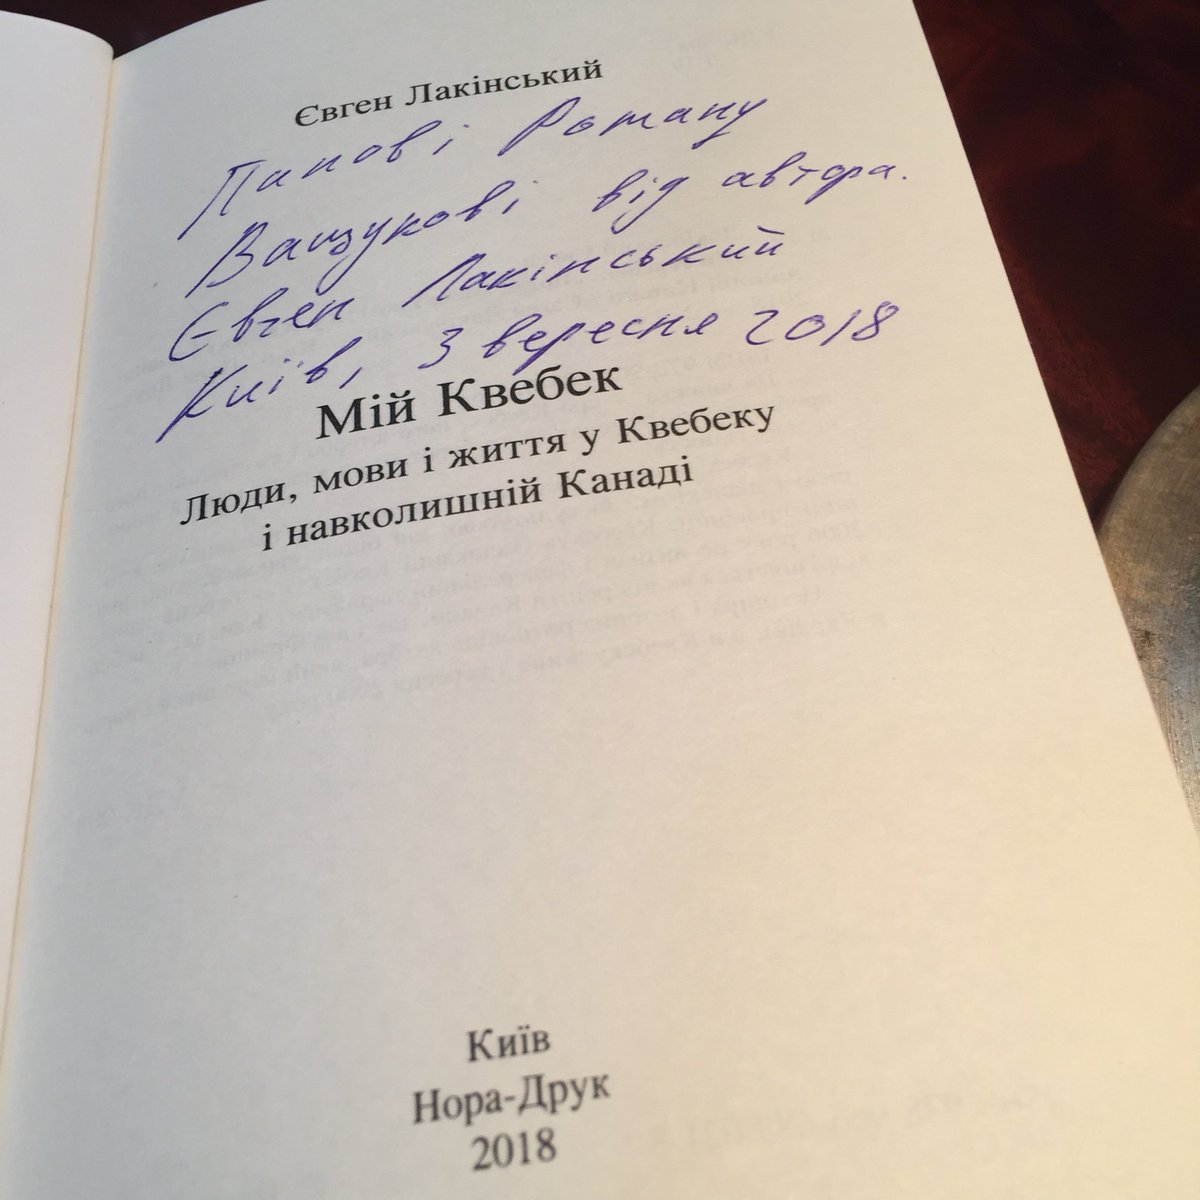 Євген Лакінський
Панові Роману
Ващукові від автора.
Євген Лакінський
Київ, 3 вересня 2018
Мій Квебек
Люди, мови і життя у Квебеку
і навколишній Канаді
Київ
Нора-Друк
2018